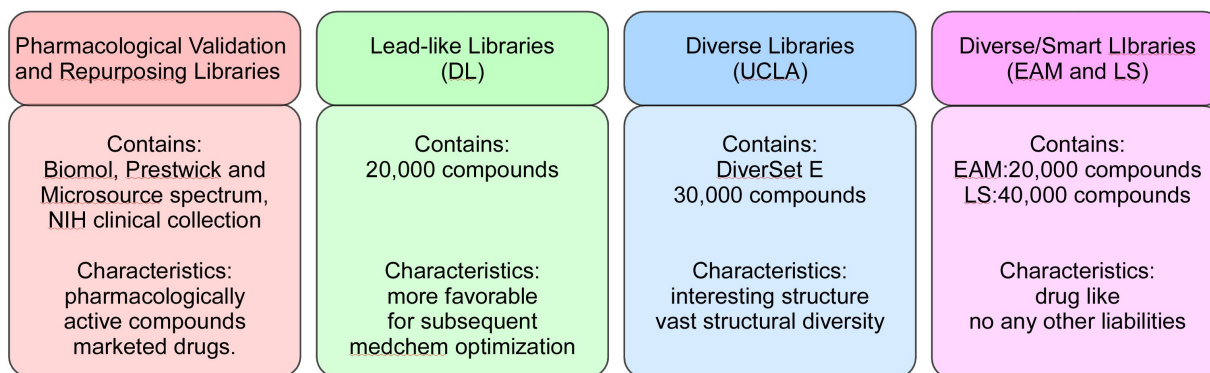 Pharmacological Validation
and Repurposing Libraries
Contains:
Biomol, Prestwick and
Microsource spectrum,
NIH clinical collection
Characteristics:
pharmacologically
active compounds
marketed drugs.
Lead-like Libraries
(DL)
Contains:
20,000 compounds
Characteristics:
more favorable
for subsequent
medchem optimization
Diverse Libraries
(UCLA)
Contains:
DiverSet E
30,000 compounds
Characteristics:
interesting structure
vast structural diversity
Diverse/Smart LIbraries
(EAM and LS)
Contains:
EAM:20,000 compounds
LS:40,000 compounds
Characteristics:
drug like
no any other liabilities